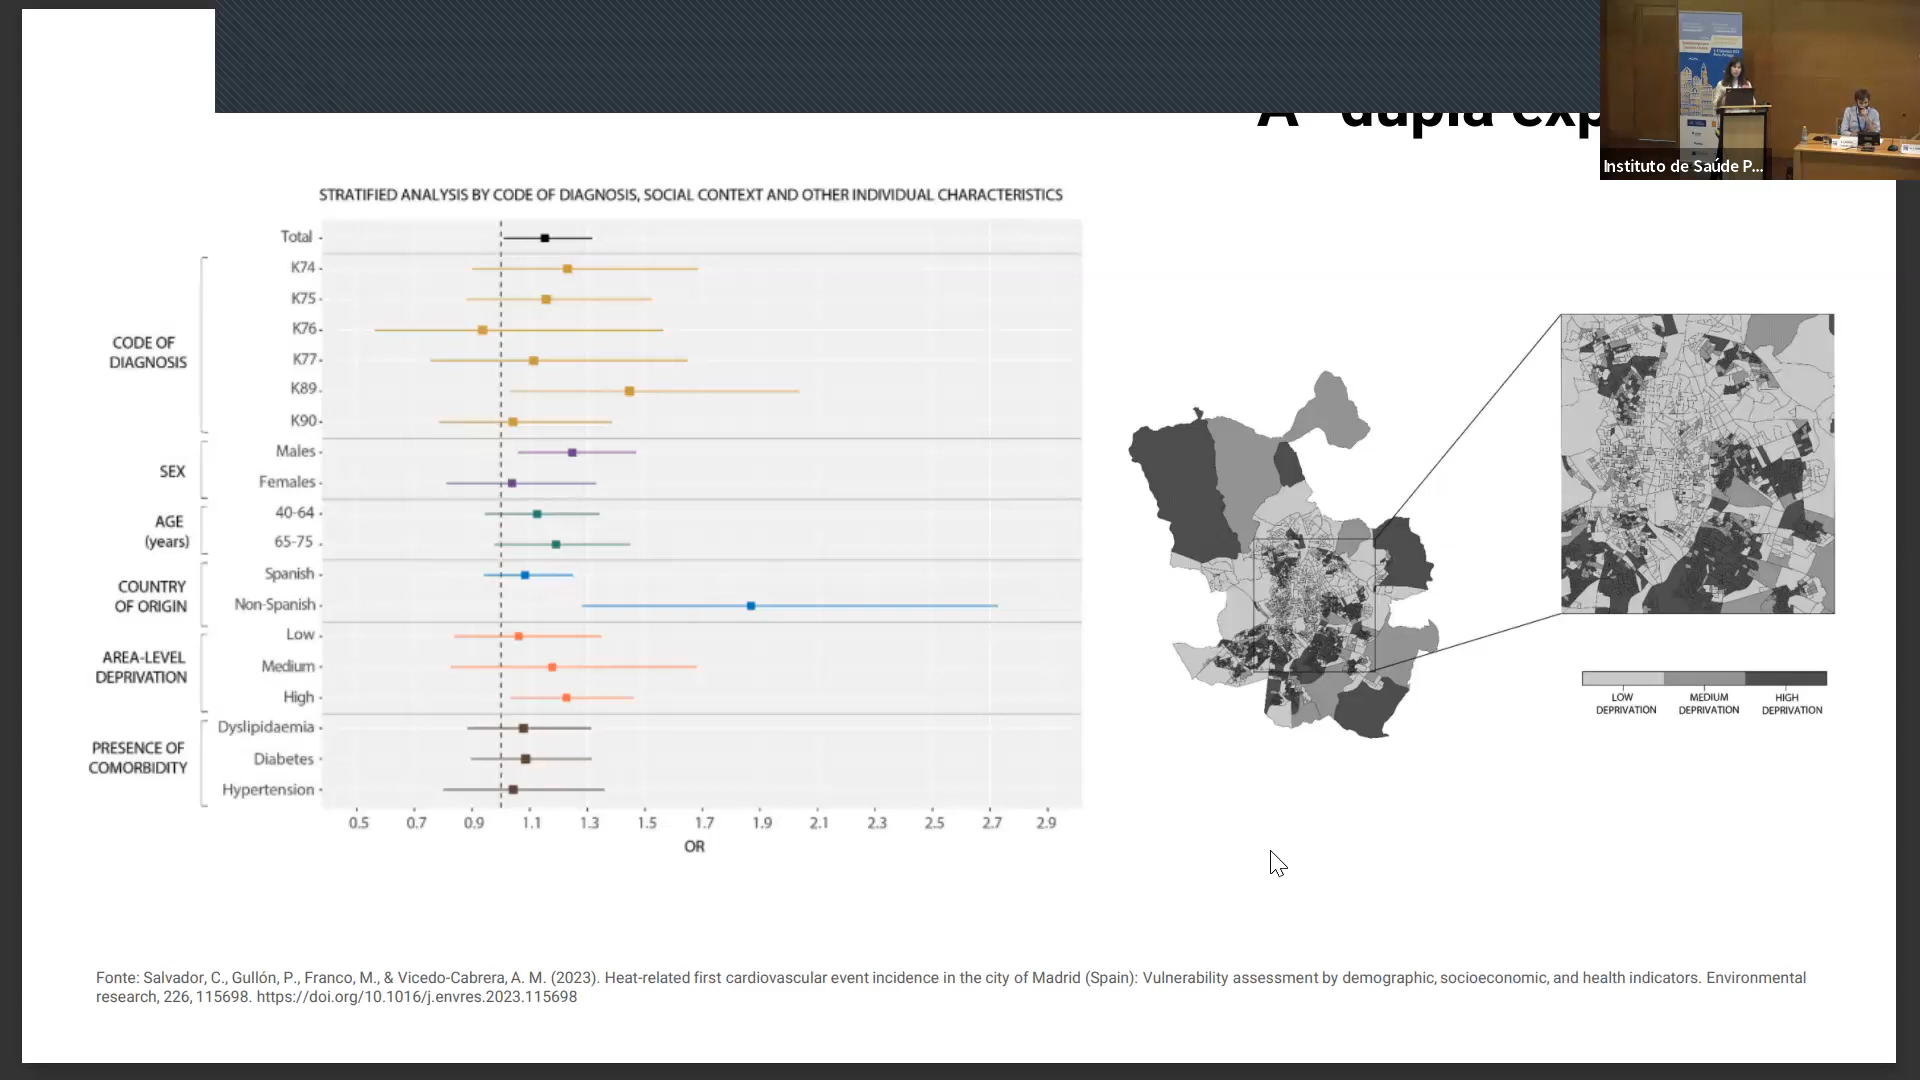 A "dupla exp
Instituto de Saúde P...
STRATIFIED ANALYSIS BY CODE OF DIAGNOSIS, SOCIAL CONTEXT AND OTHER INDIVIDUAL CHARACTERISTICS
Total
CODE OF
DIAGNOSIS
K74
K75
K76
K77
K89
K90
SEX
Males
Females
AGE
(years)
40-64
65-75
COUNTRY
OF ORIGIN
Spanish
Non-Spanish
AREA-LEVEL
DEPRIVATION
Low
Medium
High
PRESENCE OF
COMORBIDITY
Dyslipidaemia
Diabetes
Hypertension
0.5 0.7 0.9 1.1 1.3 1.5 1.7 1.9 2.1 2.3 2.5 2.7 2.9
OR
LOW
DEPRIVATION
MEDIUM
DEPRIVATION
HIGH
DEPRIVATION
Fonte: Salvador, C., Gullón, P., Franco, M., & Vicedo-Cabrera, A. M. (2023). Heat-related first cardiovascular event incidence in the city of Madrid (Spain): Vulnerability assessment by demographic, socioeconomic, and health indicators. Environmental
research, 226, 115698. https://doi.org/10.1016/j.envres.2023.115698